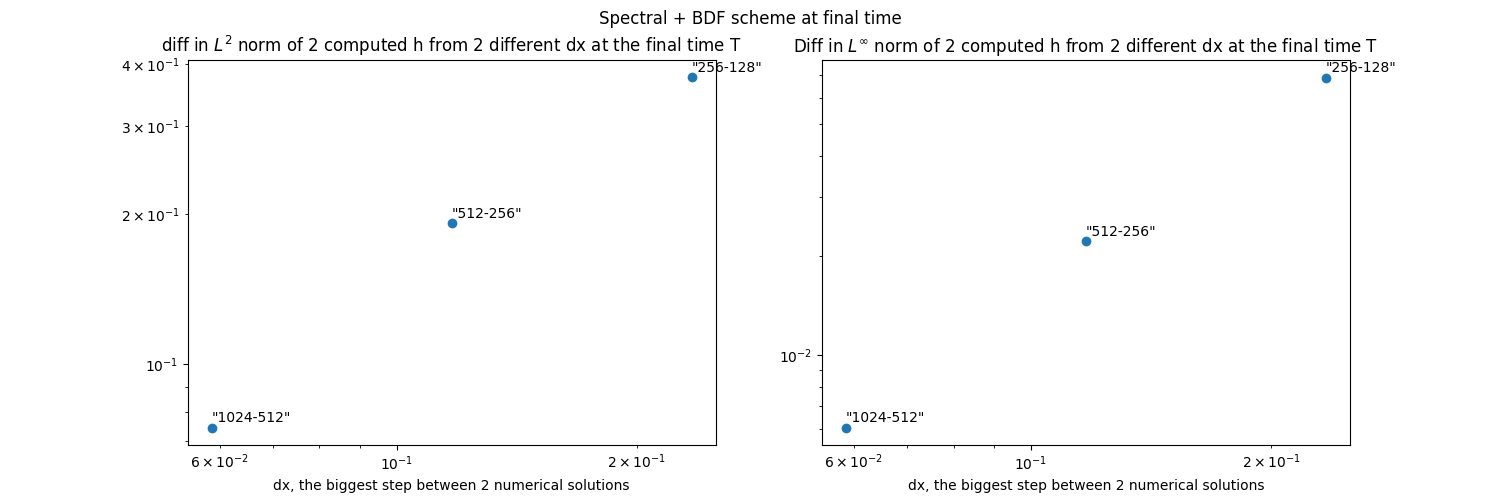 Spectral + BDF scheme at final time
diff in L² norm of 2 computed h from 2 different dx at the final time T
4 × 10⁻¹
3 × 10⁻¹
2 × 10⁻¹
10⁻¹
"256-128"
"512-256"
"1024-512"
6 × 10⁻²
10⁻¹
2 × 10⁻¹
dx, the biggest step between 2 numerical solutions
Diff in L∞ norm of 2 computed h from 2 different dx at the final time T
10⁻²
"256-128"
"512-256"
"1024-512"
6 × 10⁻²
10⁻¹
2 × 10⁻¹
dx, the biggest step between 2 numerical solutions